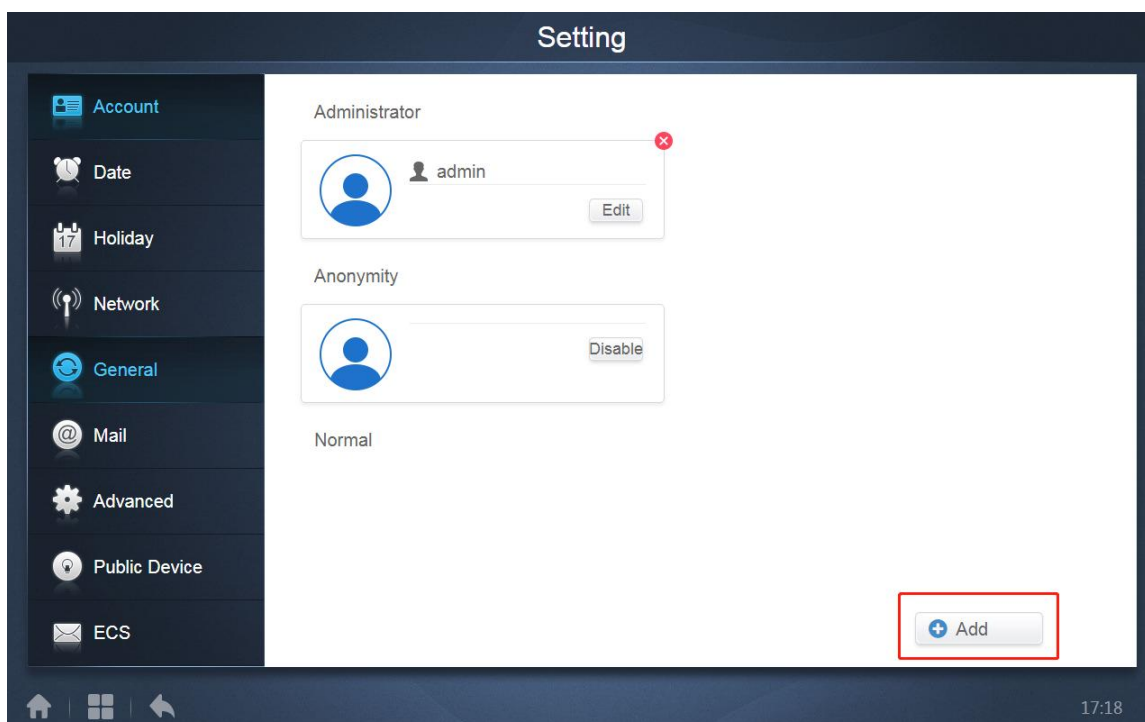 Setting
Account
Date
17
Holiday
Network
General
@
Mail
Advanced
Public Device
ECS
Administrator
admin
Edit
Anonymity
Disable
Normal
Add
17:18